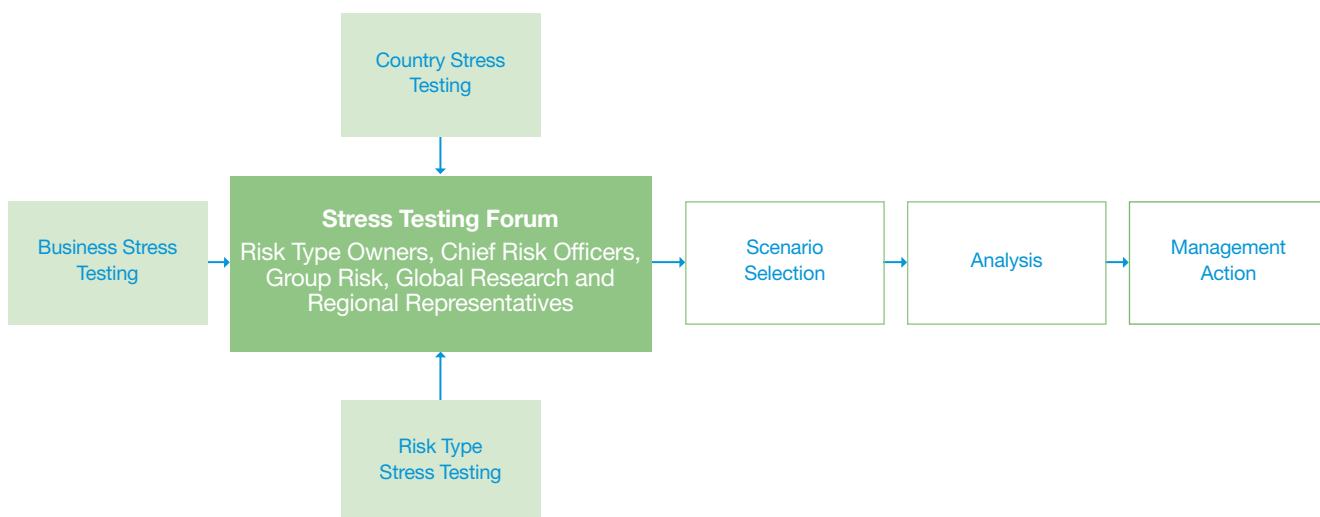 Country Stress
Testing
Business Stress
Testing
Stress Testing Forum
Risk Type Owners, Chief Risk Officers,
Group Risk, Global Research and
Regional Representatives
Scenario
Selection
Analysis
Management
Action
Risk Type
Stress Testing